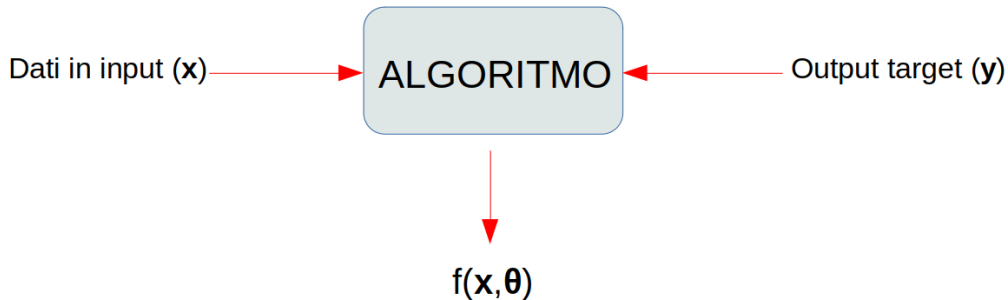 Dati in input (x)
ALGORITMO
Output target (y)
f(x,θ)